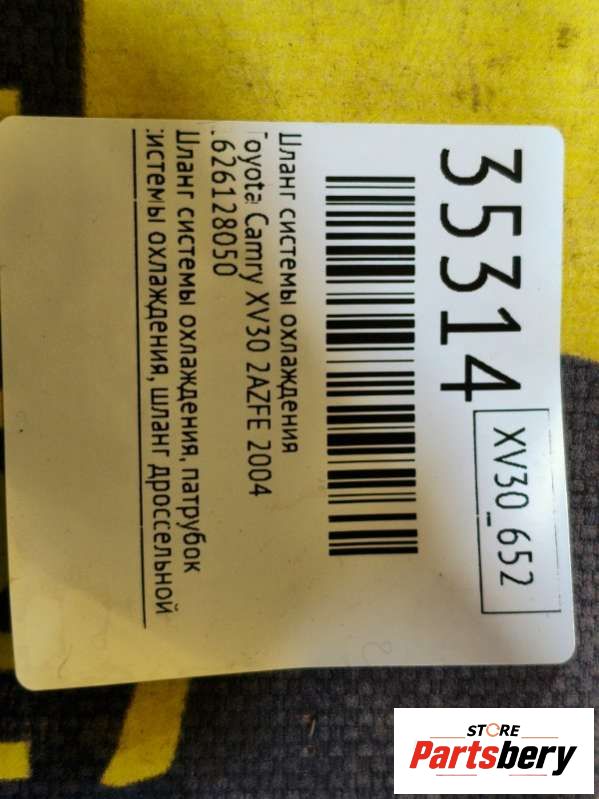 35314
XV30_652
Шланг системы охлаждения
Toyota Camry XV30 2AZFE 2004
1626128050
Шланг системы охлаждения, патрубок
системы охлаждения, шланг дроссельной
STORE
Partsbery